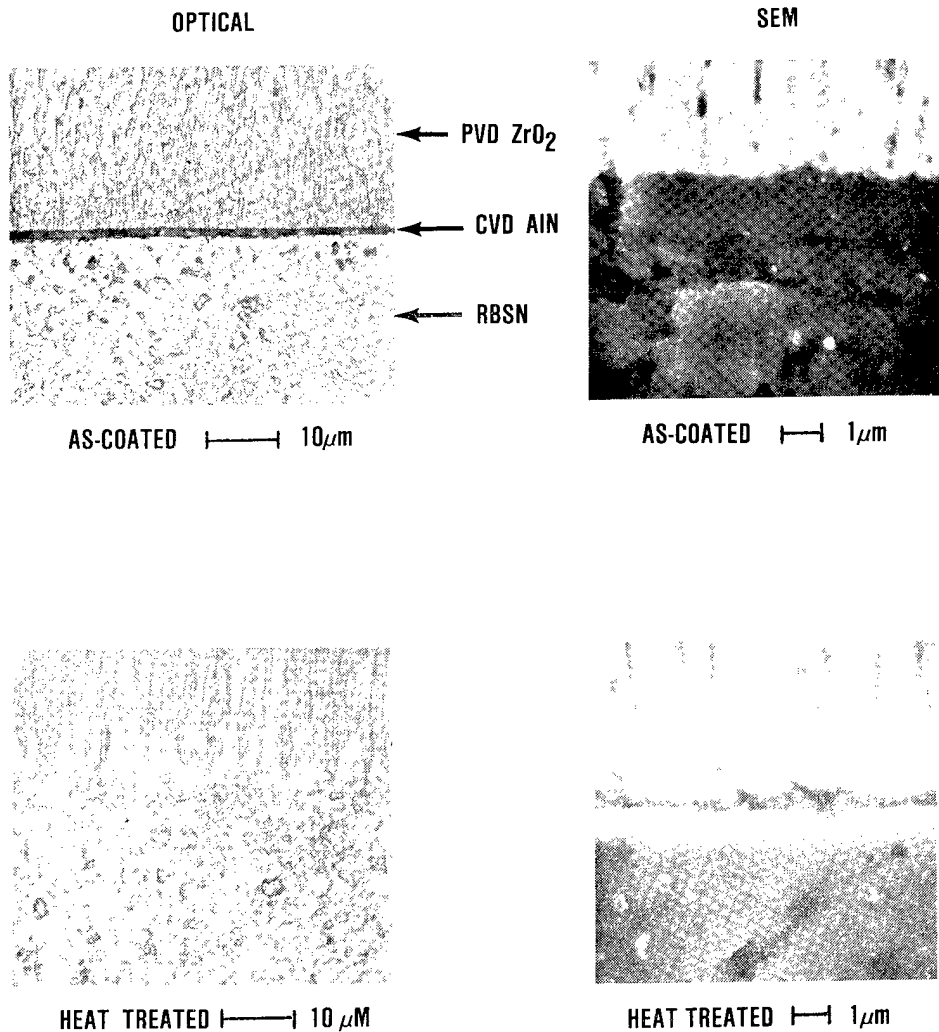 OPTICAL
SEM
PVD ZrO2
CVD AlN
RBSN
AS-COATED 10μm
AS-COATED 1μm
HEAT TREATED 10 μM
HEAT TREATED 1μm